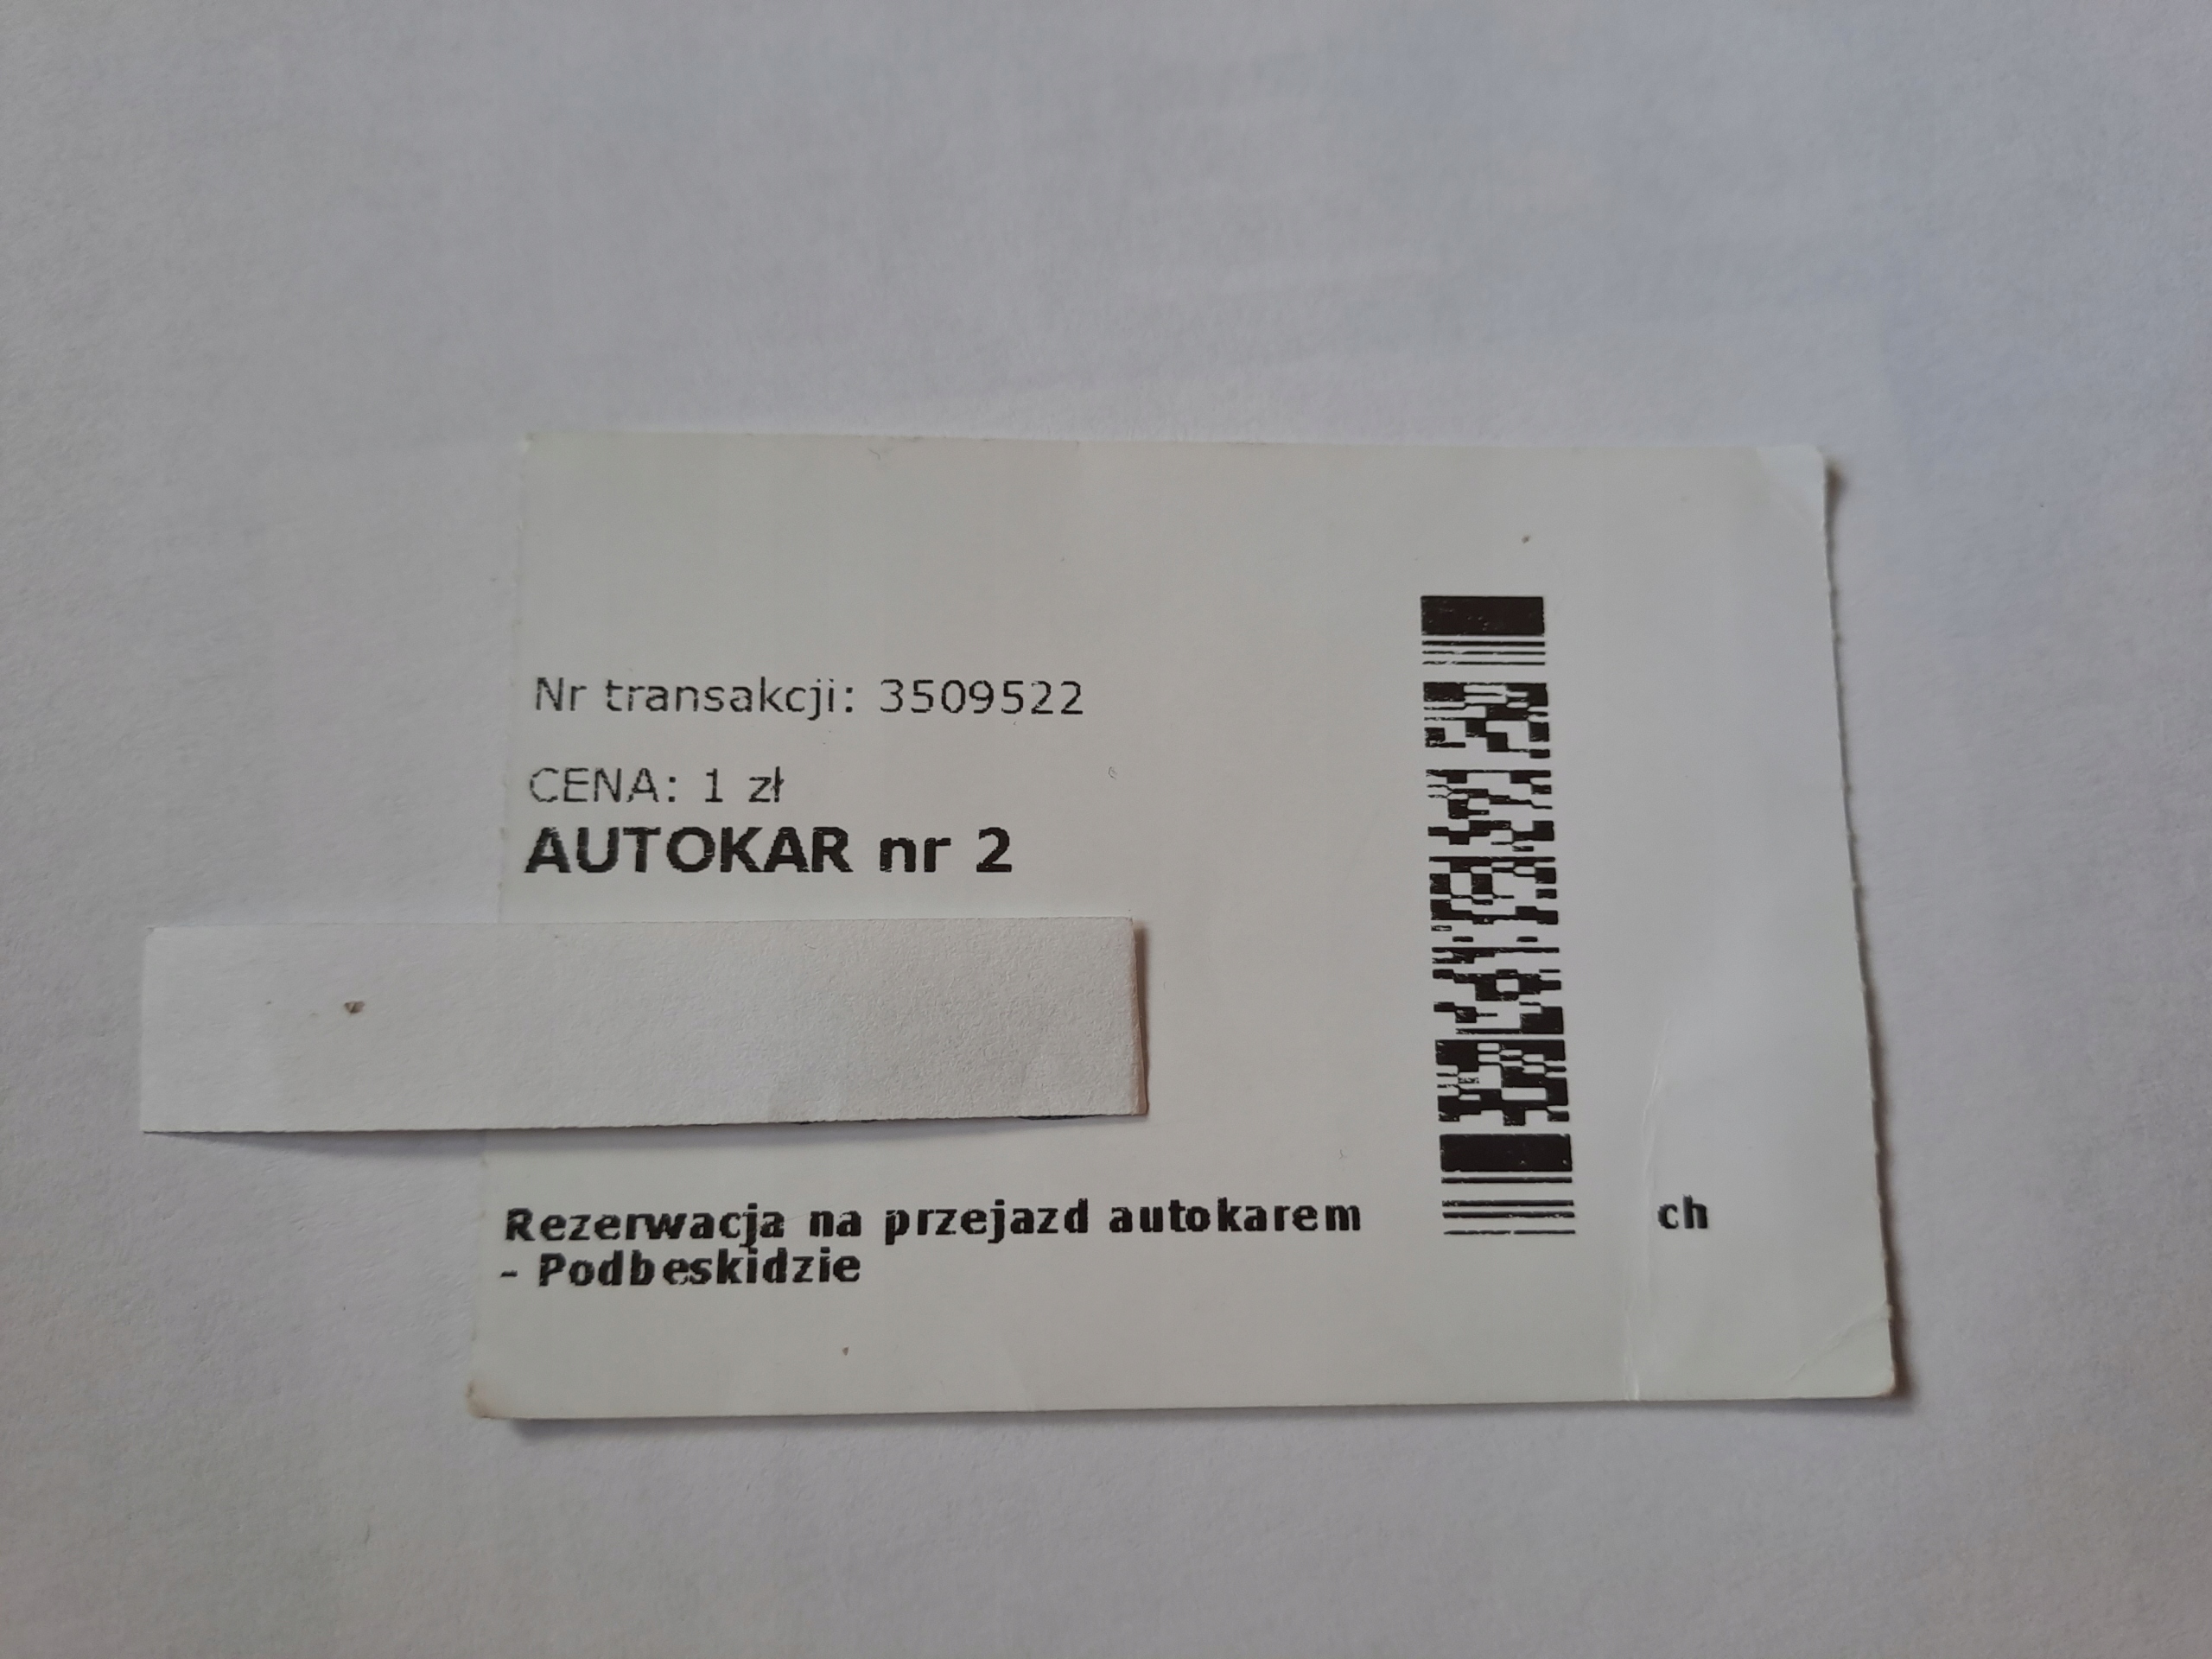 Nr transakcji: 3509522
CENA: 1 zł
AUTOKAR nr 2
Rezerwacja na przejazd autokarem
- Podbeskidzie
ch